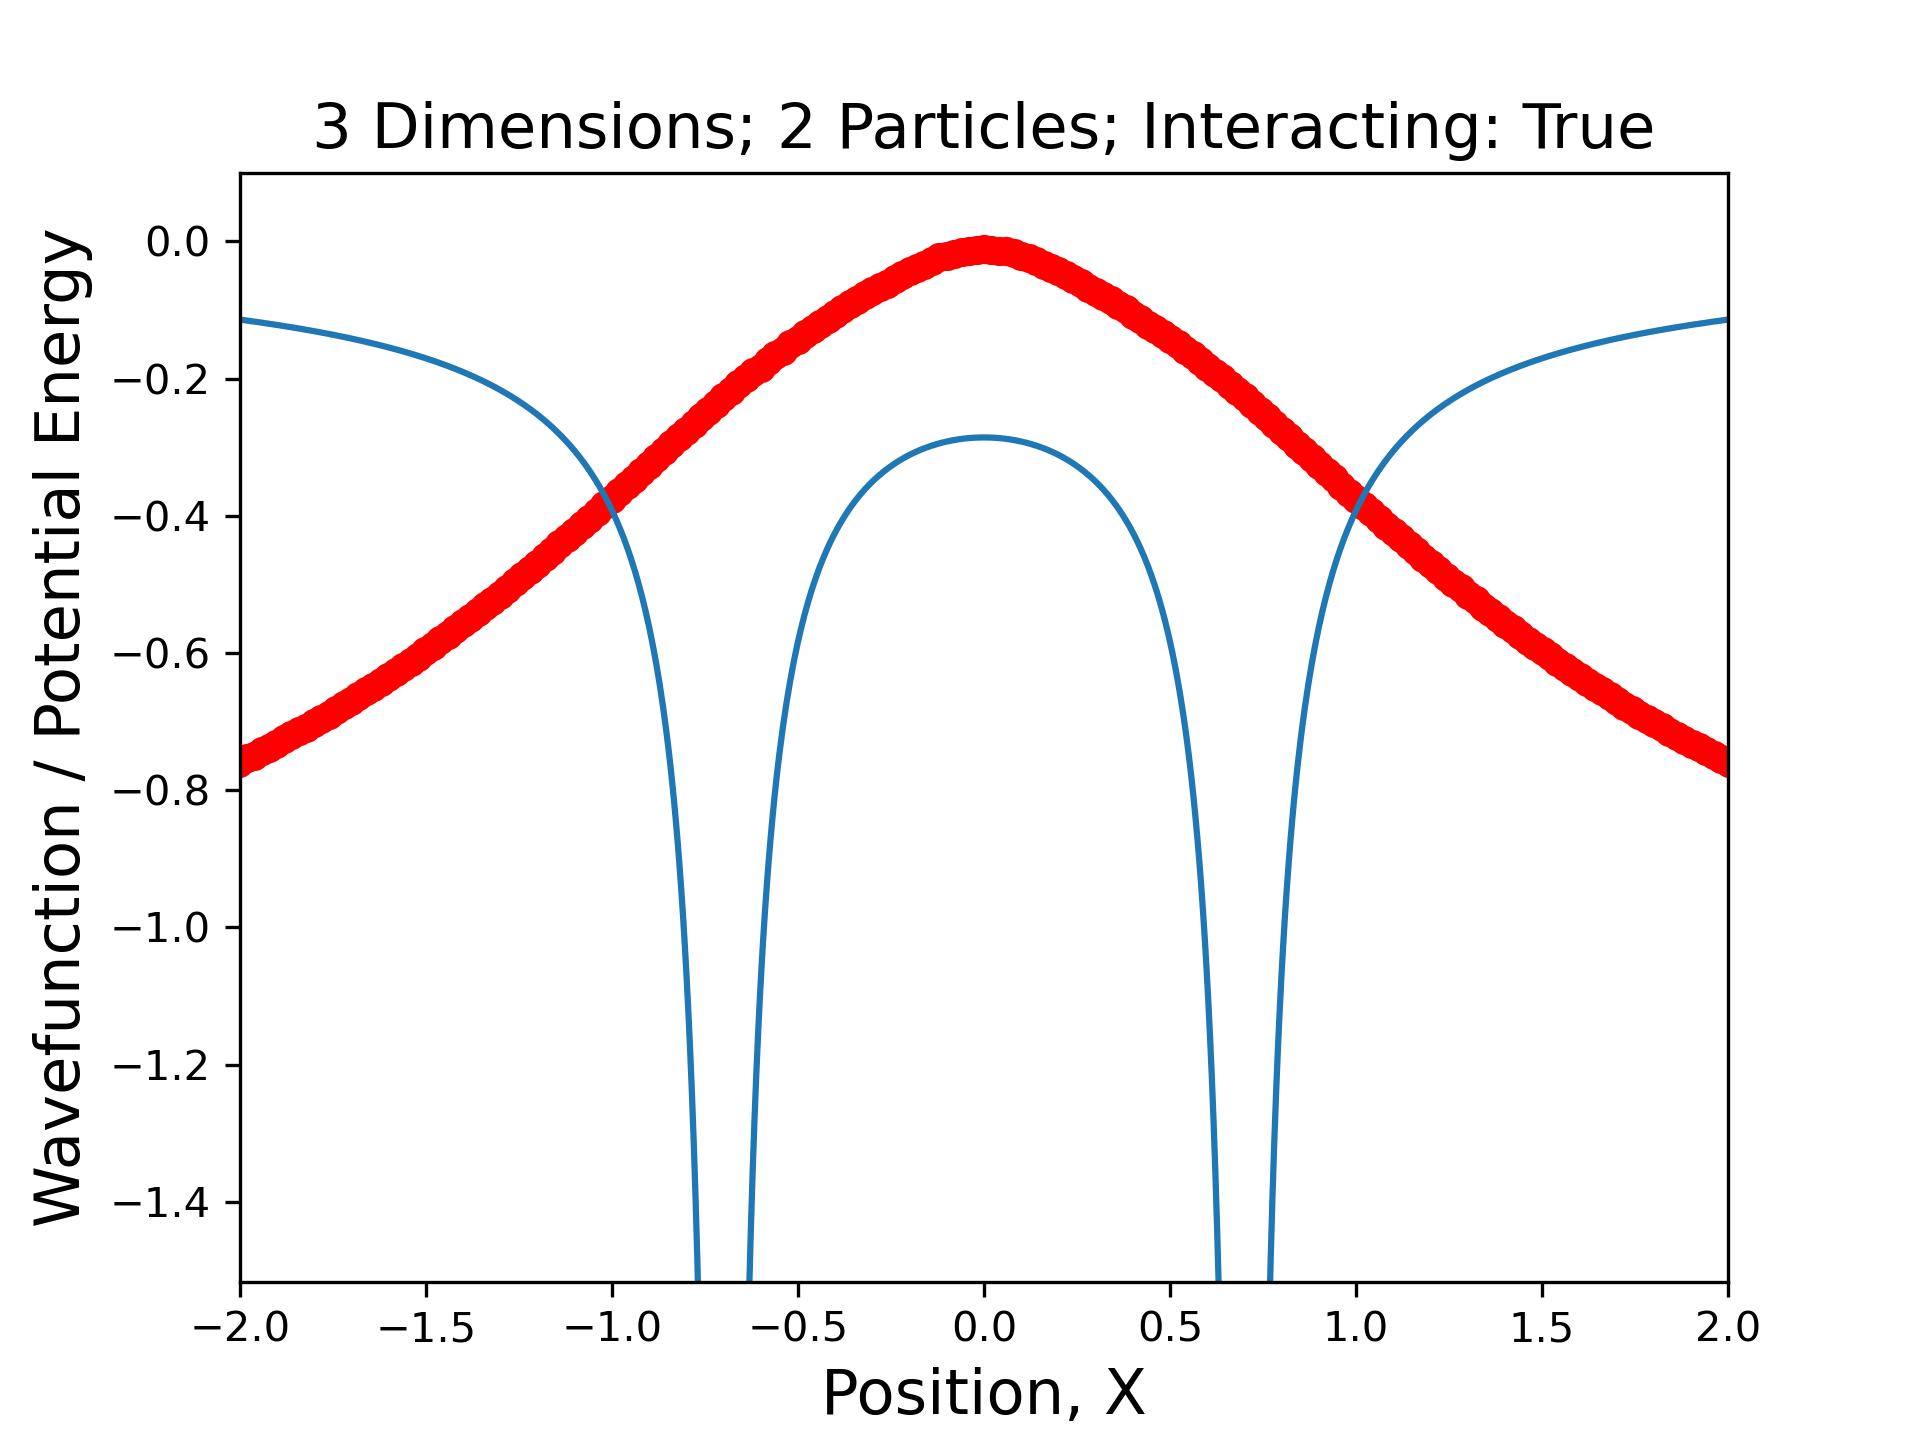 3 Dimensions; 2 Particles; Interacting: True
Wavefunction / Potential Energy
0.0
−0.2
−0.4
−0.6
−0.8
−1.0
−1.2
−1.4
−2.0 −1.5 −1.0 −0.5 0.0 0.5 1.0 1.5 2.0
Position, X